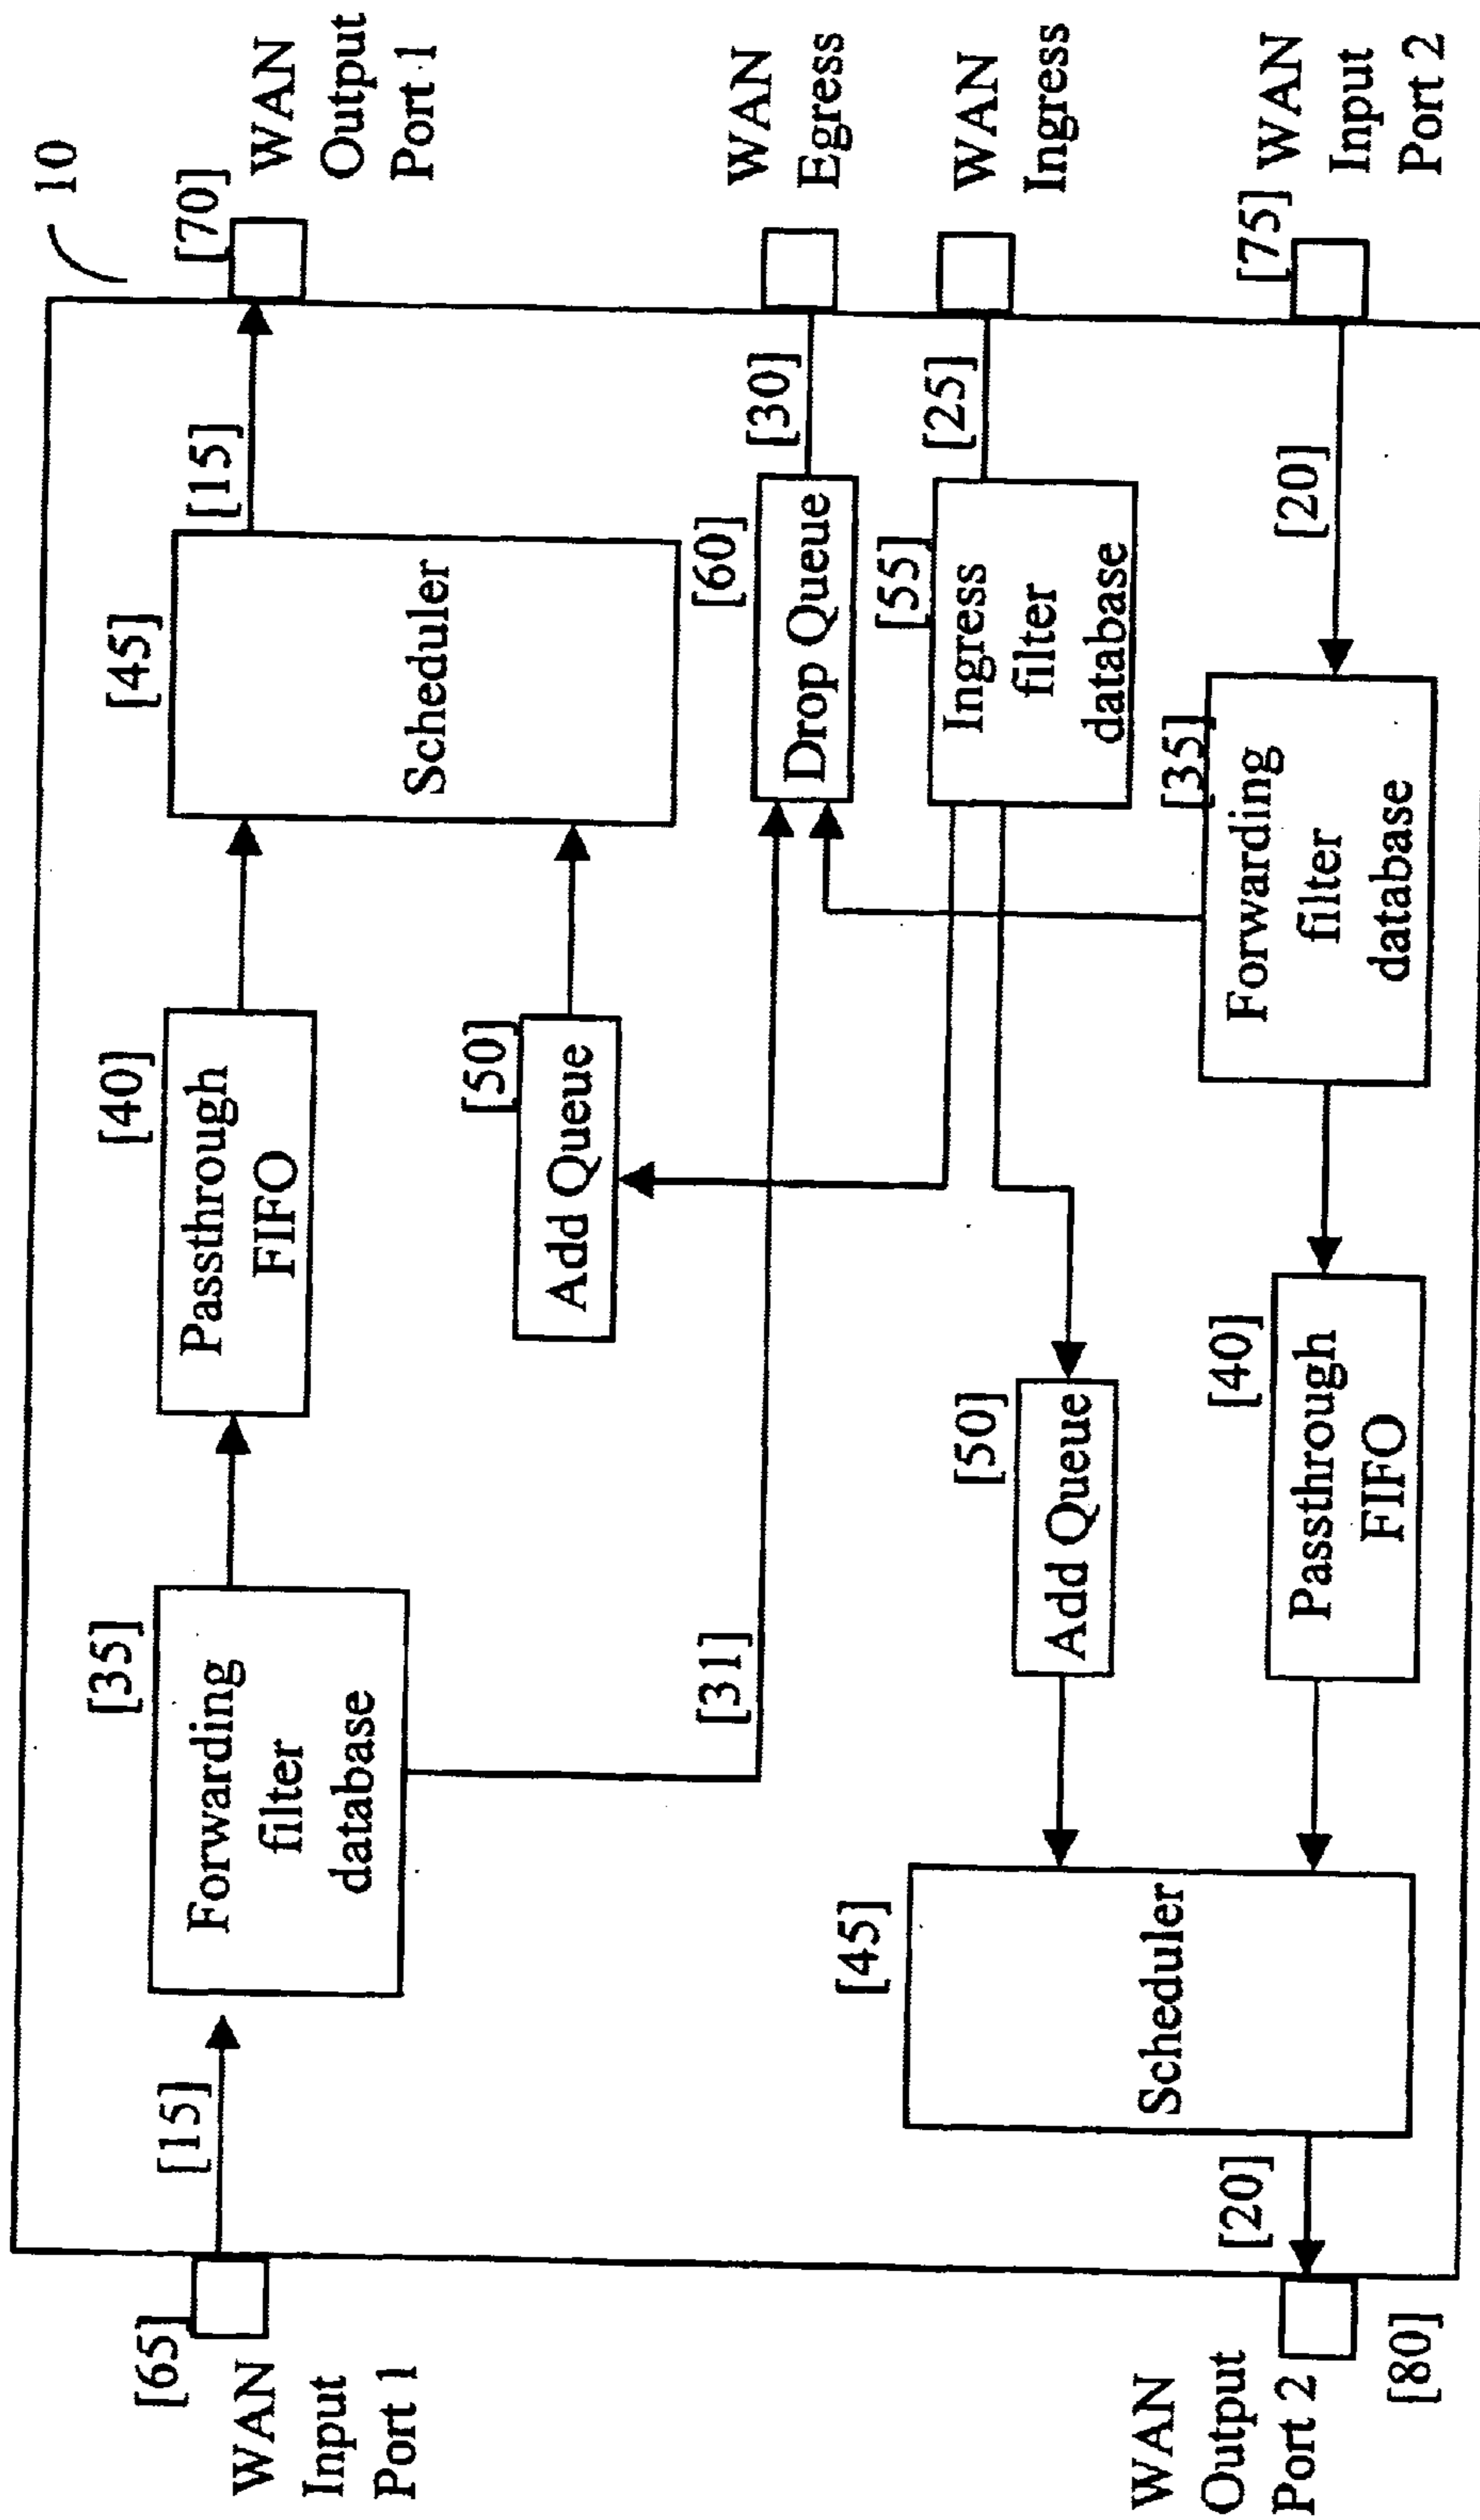 10
[65]
WAN
Input
Port 1
[15]
[35]
Forwarding
filter
database
[40]
Passthrough
FIFO
[45]
Scheduler
[15]
[70]
WAN
Output
Port 1
[50]
Add Queue
[31]
[60]
Drop Queue
[30]
WAN
Egress
[55]
Ingress
filter
database
[25]
WAN
Ingress
[50]
Add Queue
[45]
Scheduler
[40]
Passthrough
FIFO
[35]
Forwarding
filter
database
[20]
[75]
WAN
Input
Port 2
[20]
WAN
Output
Port 2
[80]